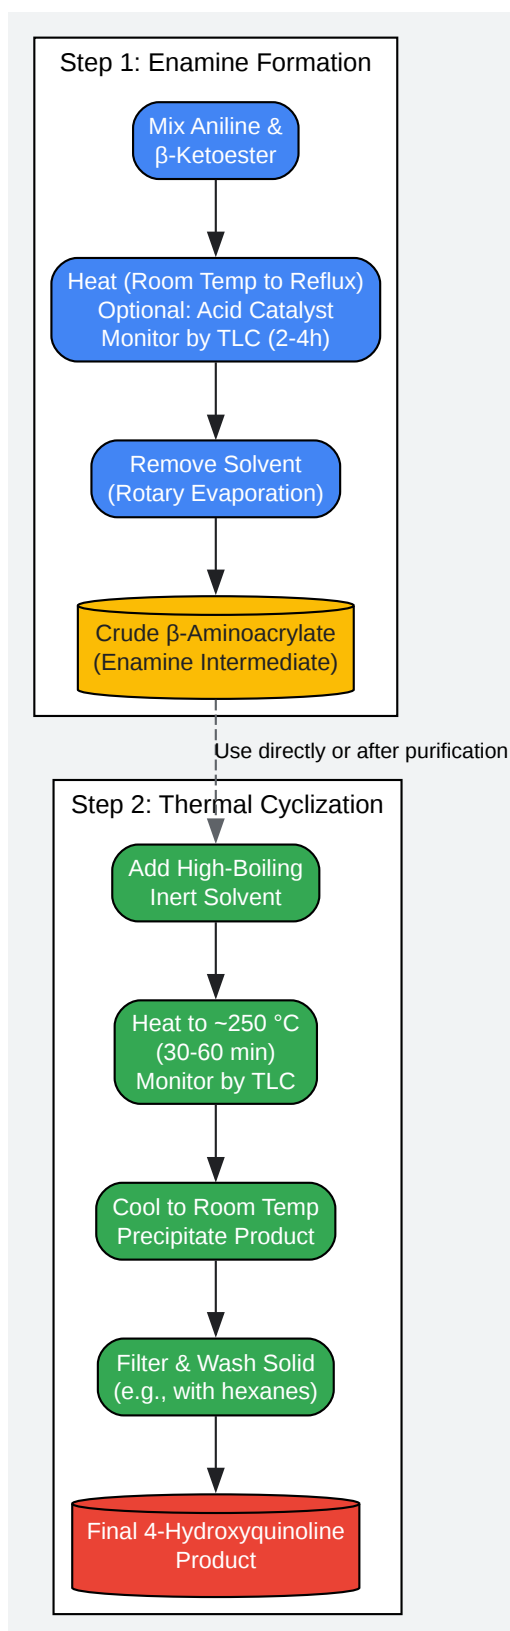 Step 1: Enamine Formation
Mix Aniline &
β-Ketoester
Heat (Room Temp to Reflux)
Optional: Acid Catalyst
Monitor by TLC (2-4h)
Remove Solvent
(Rotary Evaporation)
Crude β-Aminoacrylate
(Enamine Intermediate)
Use directly or after purification
Step 2: Thermal Cyclization
Add High-Boiling
Inert Solvent
Heat to ~250 °C
(30-60 min)
Monitor by TLC
Cool to Room Temp
Precipitate Product
Filter & Wash Solid
(e.g., with hexanes)
Final 4-Hydroxyquinoline
Product